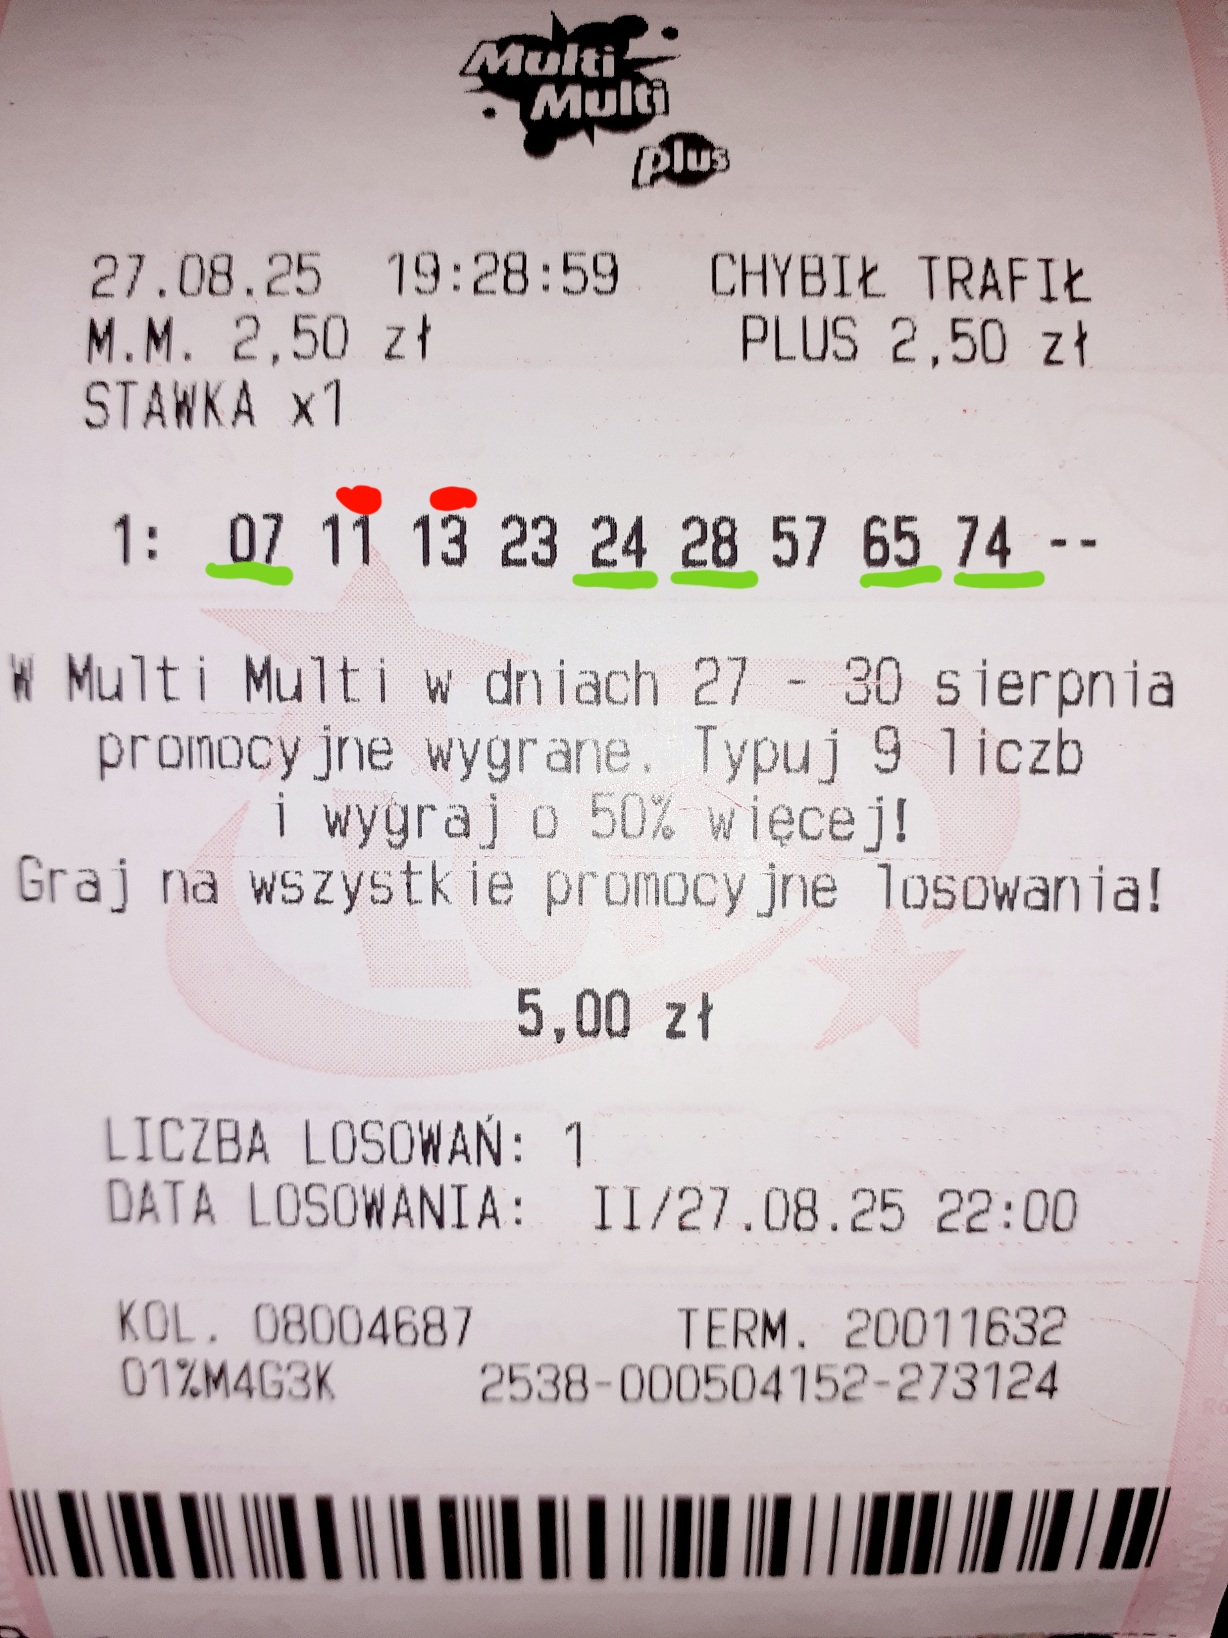 Multi
Multi
plus
27.08.25 19:28:59 CHYBIŁ TRAFIŁ
M.M. 2,50 zł PLUS 2,50 zł
STAWKA x1
1: 07 11 13 23 24 28 57 65 74 --
W Multi Multi w dniach 27 - 30 sierpnia
promocyjne wygrane. Typuj 9 liczb
i wygraj o 50% więcej!
Graj na wszystkie promocyjne losowania!
5,00 zł
LICZBA LOSOWAŃ: 1
DATA LOSOWANIA: II/27.08.25 22:00
KOL. 08004687 TERM. 20011632
01%M4G3K 2538-000504152-273124